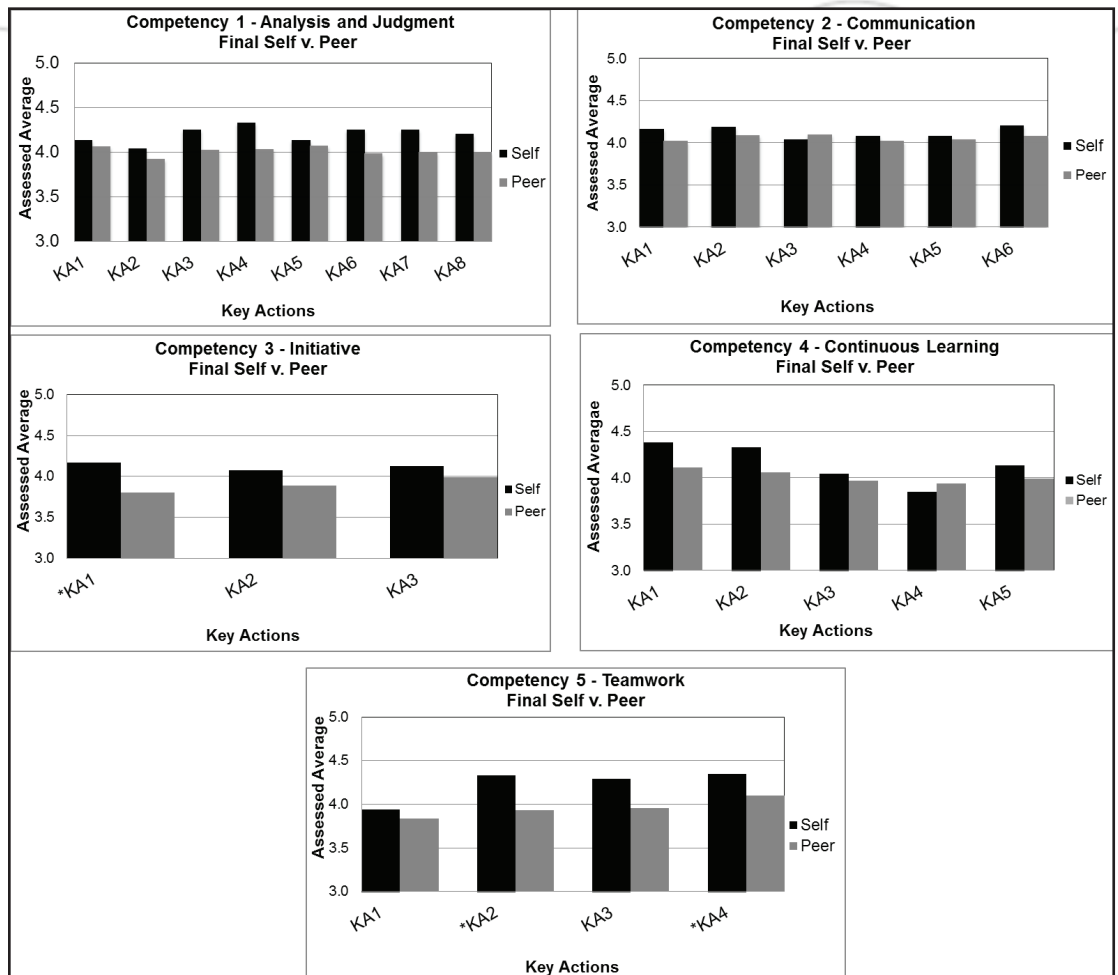 Competency 1 - Analysis and Judgment
Final Self v. Peer
Assessed Average
5.0
4.5
4.0
3.5
3.0
KA1 KA2 KA3 KA4 KA5 KA6 KA7 KA8
Key Actions
Self
Peer
Competency 2 - Communication
Final Self v. Peer
Assessed Average
5.0
4.5
4.0
3.5
3.0
KA1 KA2 KA3 KA4 KA5 KA6
Key Actions
Self
Peer
Competency 3 - Initiative
Final Self v. Peer
Assessed Average
5.0
4.5
4.0
3.5
3.0
*KA1 KA2 KA3
Key Actions
Self
Peer
Competency 4 - Continuous Learning
Final Self v. Peer
Assessed Averagae
5.0
4.5
4.0
3.5
3.0
KA1 KA2 KA3 KA4 KA5
Key Actions
Self
Peer
Competency 5 - Teamwork
Final Self v. Peer
Assessed Average
5.0
4.5
4.0
3.5
3.0
KA1 *KA2 KA3 *KA4
Key Actions
Self
Peer